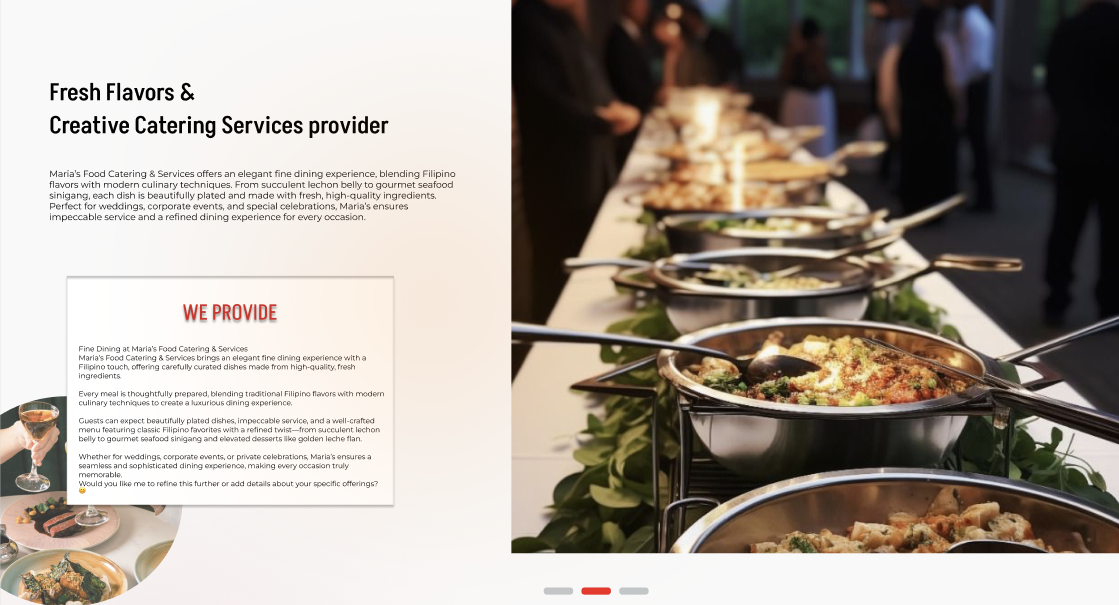 Fresh Flavors &
Creative Catering Services provider
Maria's Food Catering & Services offers an elegant fine dining experience, blending Filipino
flavors with modern culinary techniques. From succulent lechon belly to gourmet seafood
sinigang, each dish is beautifully plated and made with fresh, high-quality ingredients.
Perfect for weddings, corporate events, and special celebrations, Maria's ensures
impeccable service and a refined dining experience for every occasion.
WE PROVIDE
Fine Dining at Maria's Food Catering & Services
Maria's Food Catering & Services brings an elegant fine dining experience with a
Filipino touch, offering carefully curated dishes made from high-quality, fresh
ingredients.
Every meal is thoughtfully prepared, blending traditional Filipino flavors with modern
culinary techniques to create a luxurious dining experience.
Guests can expect beautifully plated dishes, impeccable service, and a well-crafted
menu featuring classic Filipino favorites with a refined twist—from succulent lechon
belly to gourmet seafood sinigang and elevated desserts like golden leche flan.
Whether for weddings, corporate events, or private celebrations, Maria's ensures a
seamless and sophisticated dining experience, making every occasion truly
memorable.
Would you like me to refine this further or add details about your specific offerings?
😊